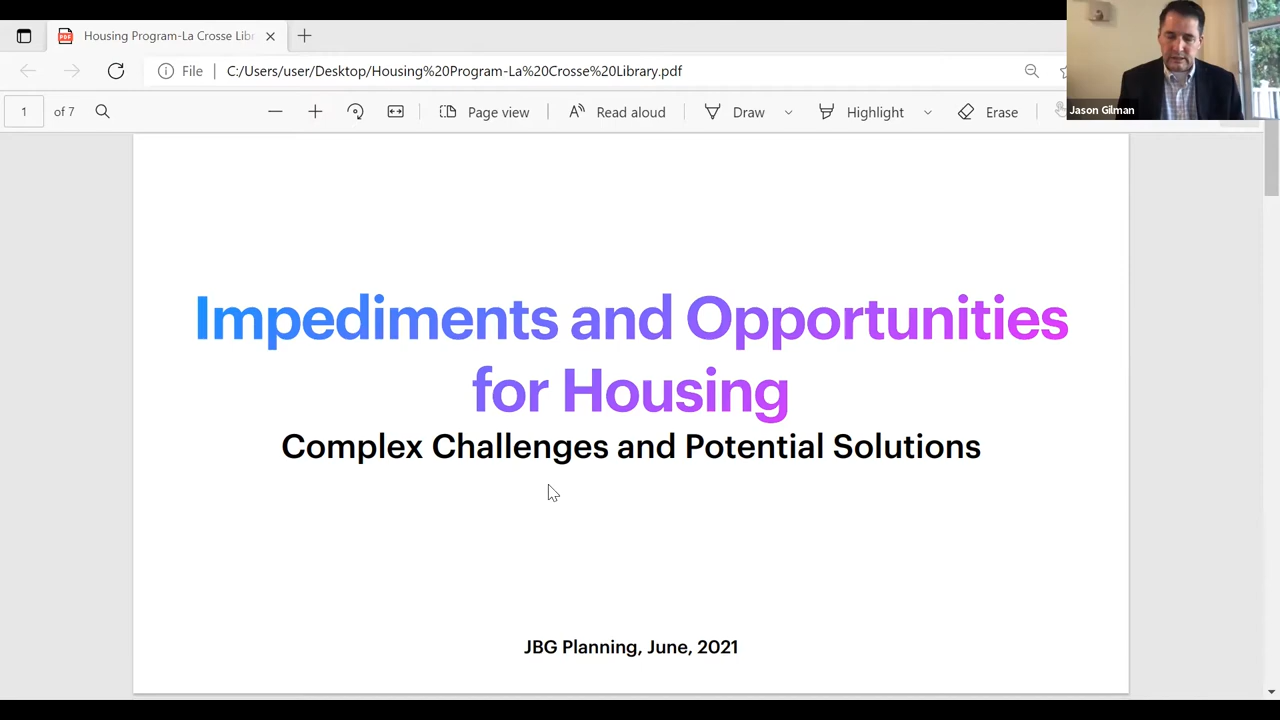 Housing Program-La Crosse Lib
File
C:/Users/user/Desktop/Housing%20Program-La%20Crosse%20Library.pdf
1 of 7
Page view
Read aloud
Draw
Highlight
Erase
Jason Gilman
Impediments and Opportunities
for Housing
Complex Challenges and Potential Solutions
JBG Planning, June, 2021